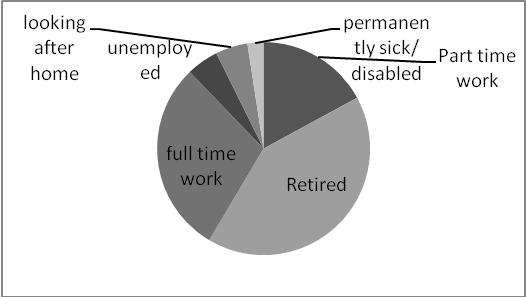 looking
after
home
unemploy
ed
permanen
tly sick/
disabled
Part time
work
full time
work
Retired